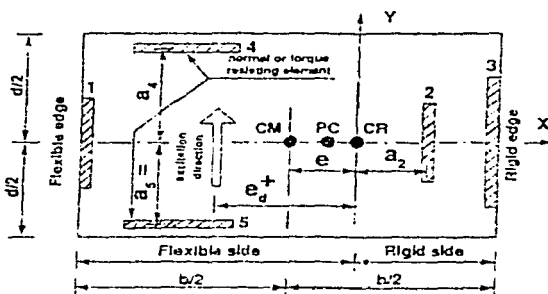 Y
4
normal or torque
resisting element
3
1
2
d/2
a₄
Flexible edge
CM
PC
CR
X
Rigid edge
excitation
direction
e
a₂
d/2
a₅
=
e_d⁺
5
Flexible side
Rigid side
b/2
b/2